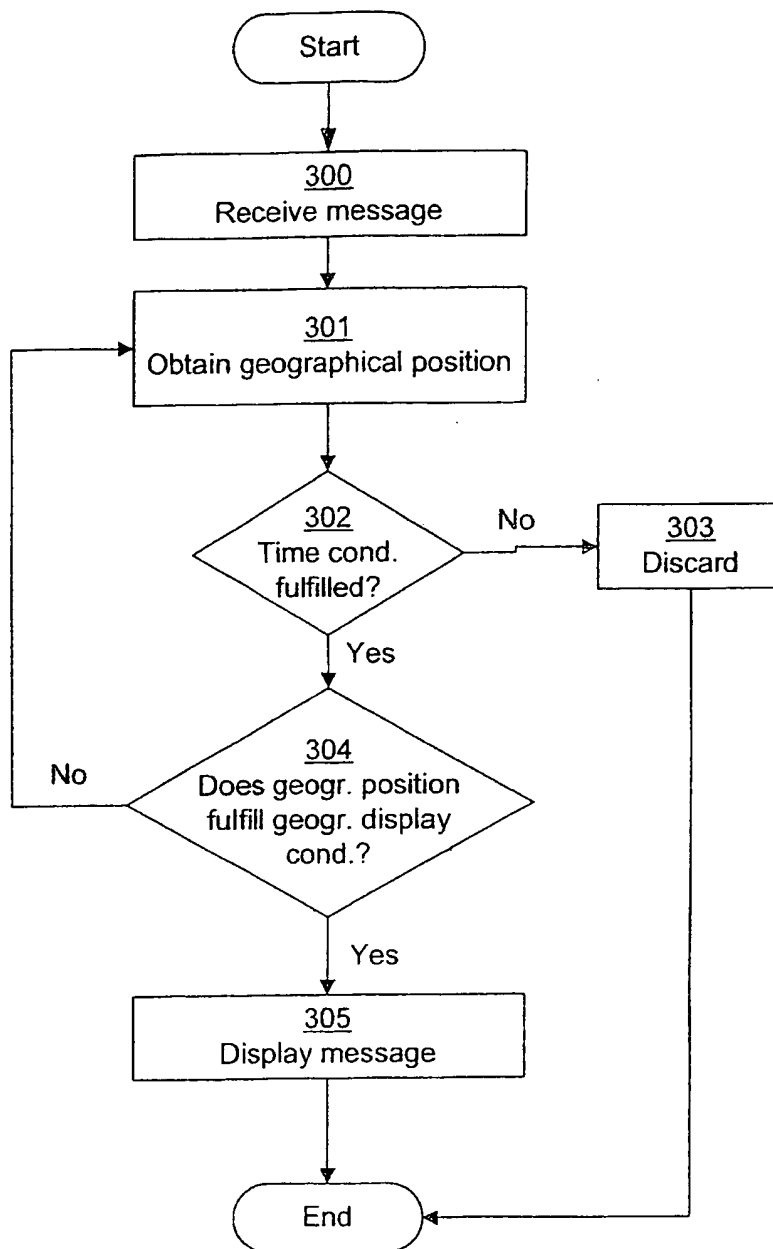 Start
300
Receive message
301
Obtain geographical position
302
Time cond.
fulfilled?
No
303
Discard
Yes
304
Does geogr. position
fulfill geogr. display
cond.?
No
Yes
305
Display message
End